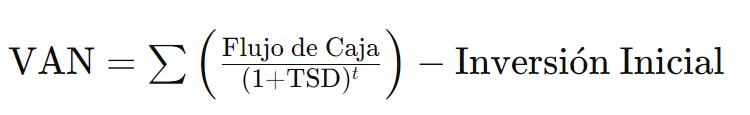 VAN = ∑ ( Flujo de Caja / (1+TSD)^t ) − Inversión Inicial